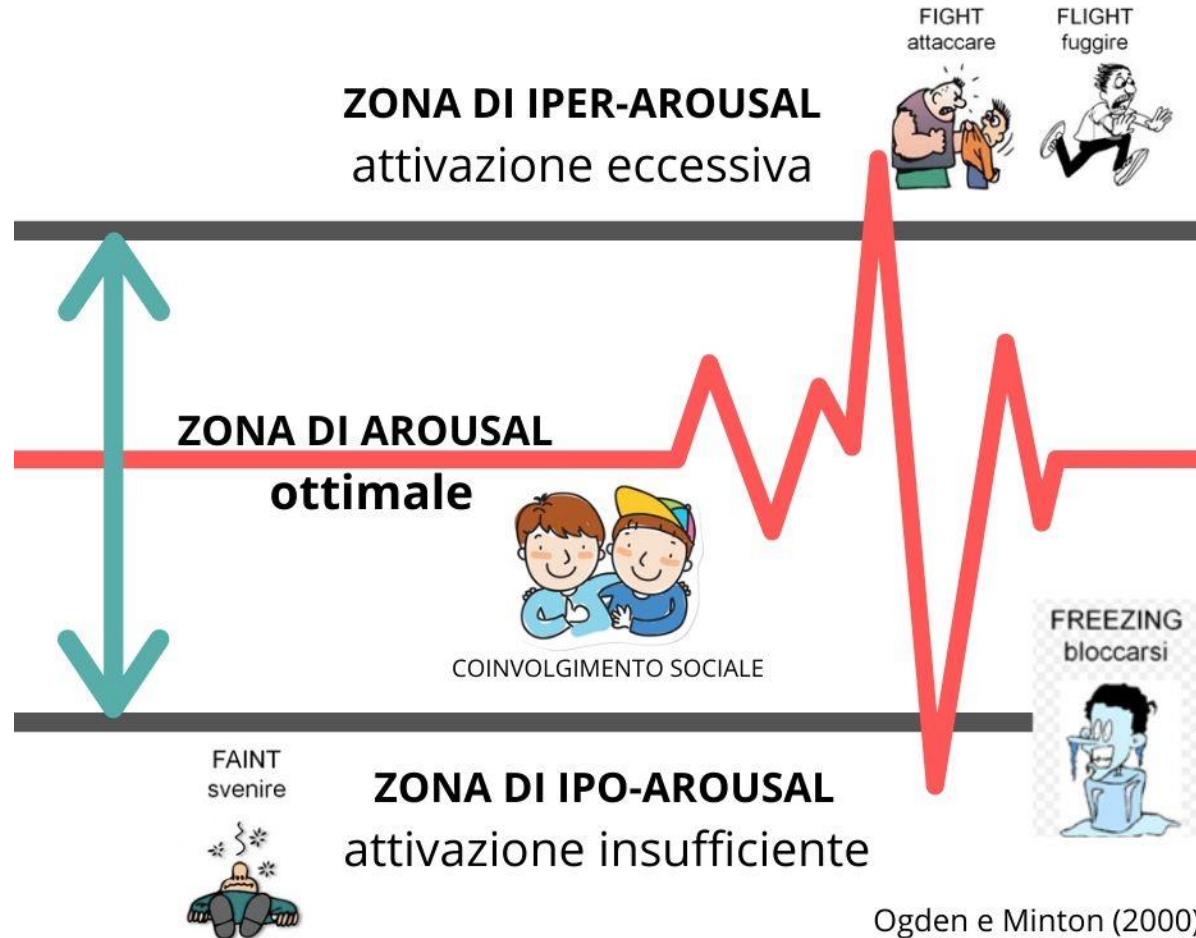 FIGHT
attaccare
FLIGHT
fuggire
ZONA DI IPER-AROUSAL
attivazione eccessiva
ZONA DI AROUSAL
ottimale
COINVOLGIMENTO SOCIALE
FREEZING
bloccarsi
FAINT
svenire
ZONA DI IPO-AROUSAL
attivazione insufficiente
Ogden e Minton (2000)